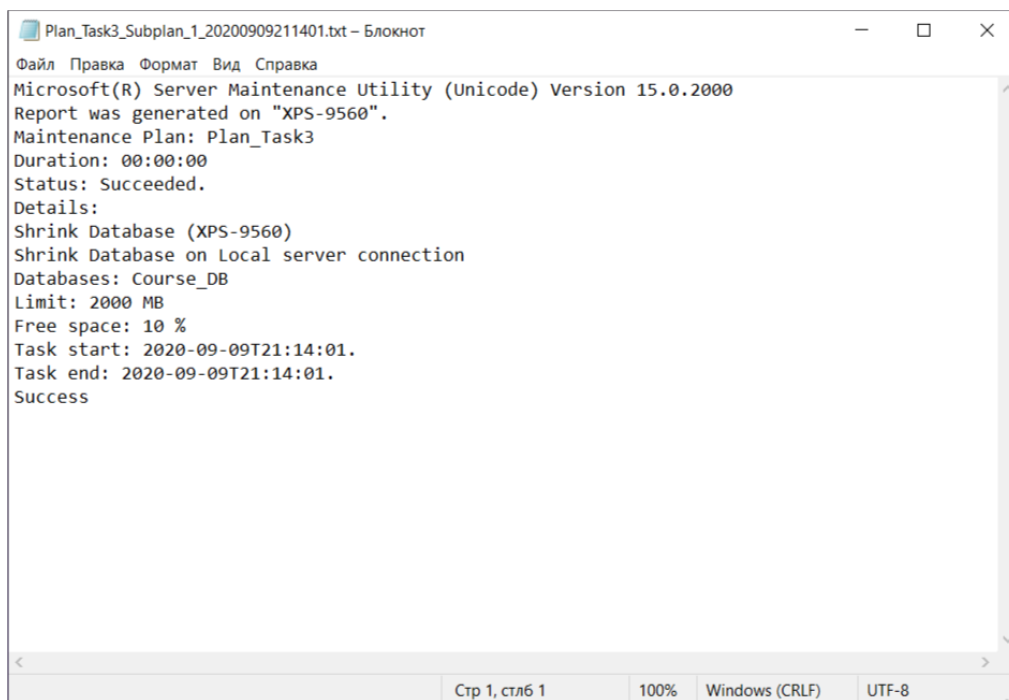 Plan_Task3_Subplan_1_20200909211401.txt – Блокнот
Файл Правка Формат Вид Справка
Microsoft(R) Server Maintenance Utility (Unicode) Version 15.0.2000
Report was generated on "XPS-9560".
Maintenance Plan: Plan_Task3
Duration: 00:00:00
Status: Succeeded.
Details:
Shrink Database (XPS-9560)
Shrink Database on Local server connection
Databases: Course_DB
Limit: 2000 MB
Free space: 10 %
Task start: 2020-09-09T21:14:01.
Task end: 2020-09-09T21:14:01.
Success
Стр 1, стлб 1 100% Windows (CRLF) UTF-8